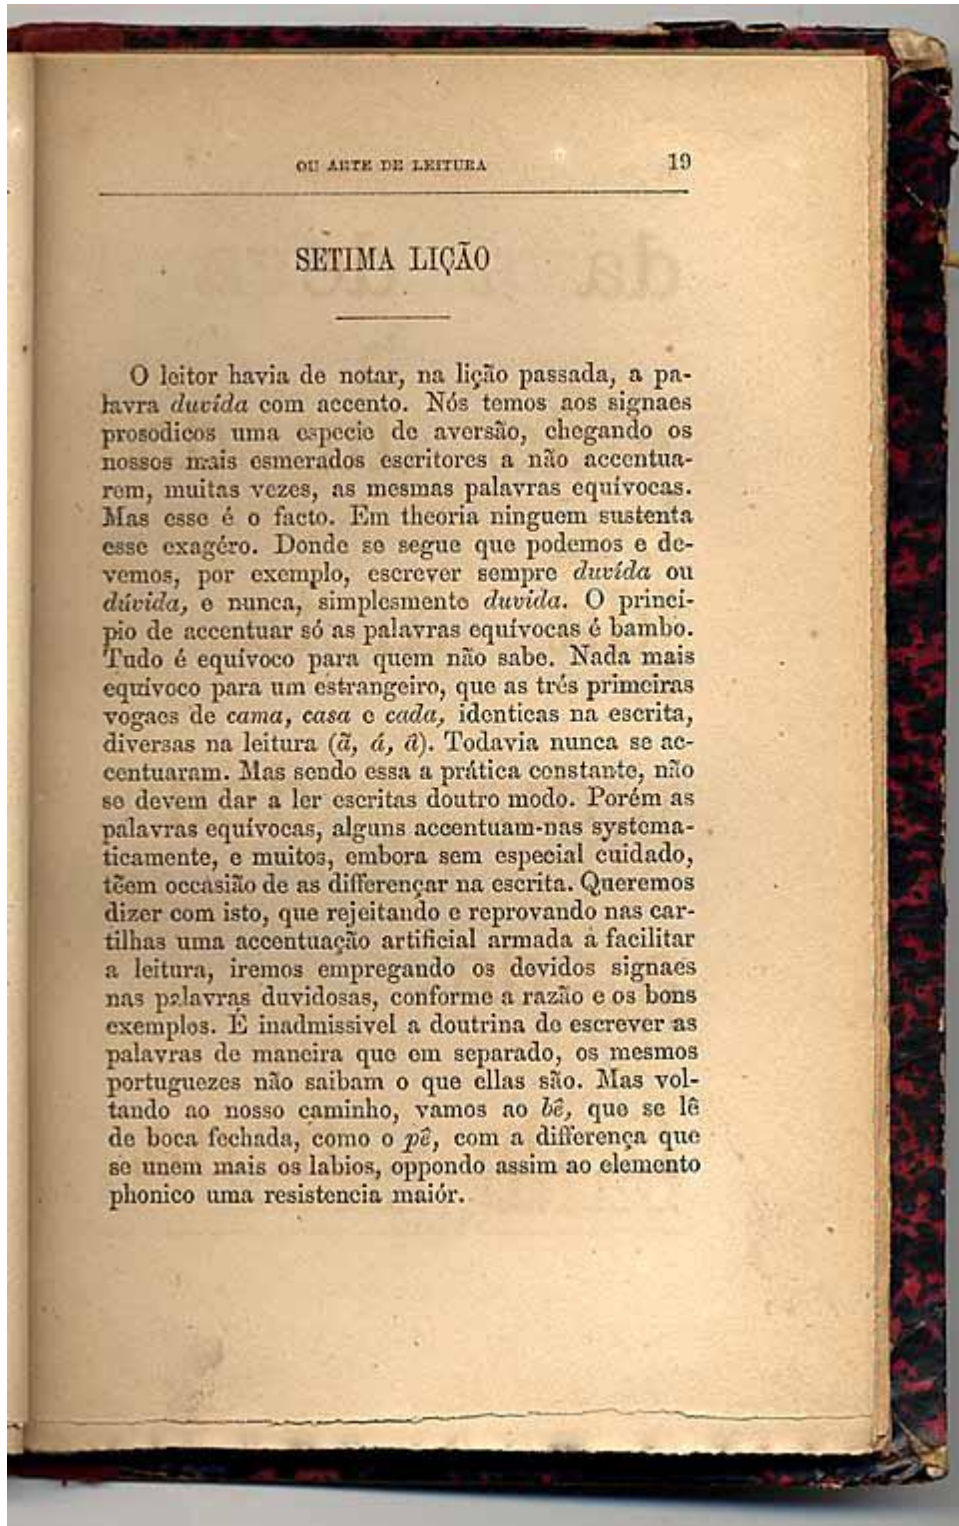 OU ARTE DE LEITURA 19
SETIMA LIÇÃO
O leitor havia de notar, na lição passada, a pa-
lavra duvída com accento. Nós temos aos signaes
prosodicos uma especie de aversão, chegando os
nossos mais esmerados escritores a não accentua-
rem, muitas vezes, as mesmas palavras equívocas.
Mas esse é o facto. Em theoria ninguem sustenta
esse exagéro. Donde se segue que podemos e de-
vemos, por exemplo, escrever sempre duvída ou
dúvida, e nunca, simplesmente duvida. O princí-
pio de accentuar só as palavras equívocas é bambo.
Tudo é equívoco para quem não sabe. Nada mais
equívoco para um estrangeiro, que as três primeiras
vogaes de cama, casa e cada, identicas na escrita,
diversas na leitura (ã, á, â). Todavia nunca se ac-
centuaram. Mas sendo essa a prática constante, não
se devem dar a ler escritas doutro modo. Porém as
palavras equívocas, alguns accentuam-nas systema-
ticamente, e muitos, embora sem especial cuidado,
tẽem occasião de as differençar na escrita. Queremos
dizer com isto, que rejeitando e reprovando nas car-
tilhas uma accentuação artificial armada a facilitar
a leitura, iremos empregando os devidos signaes
nas palavras duvidosas, conforme a razão e os bons
exemplos. É inadmissivel a doutrina de escrever as
palavras de maneira que em separado, os mesmos
portuguezes não saibam o que ellas são. Mas vol-
tando ao nosso caminho, vamos ao bê, que se lê
de boca fechada, como o pê, com a differença que
se unem mais os labios, oppondo assim ao elemento
phonico uma resistencia maiór.